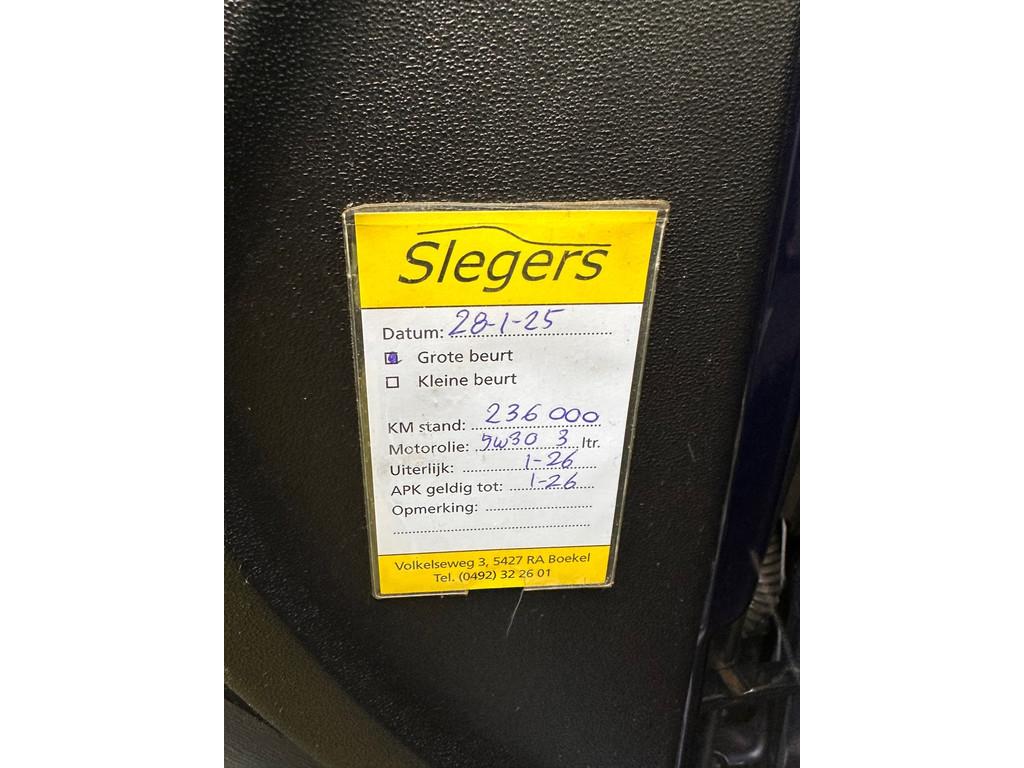 Slegers
Datum: 28-1-25
Grote beurt
Kleine beurt
KM stand: 236 000
Motorolie: 5w30 3 ltr.
Uiterlijk: 1-26
APK geldig tot: 1-26
Opmerking:
Volkelseweg 3, 5427 RA Boekel
Tel. (0492) 32 26 01